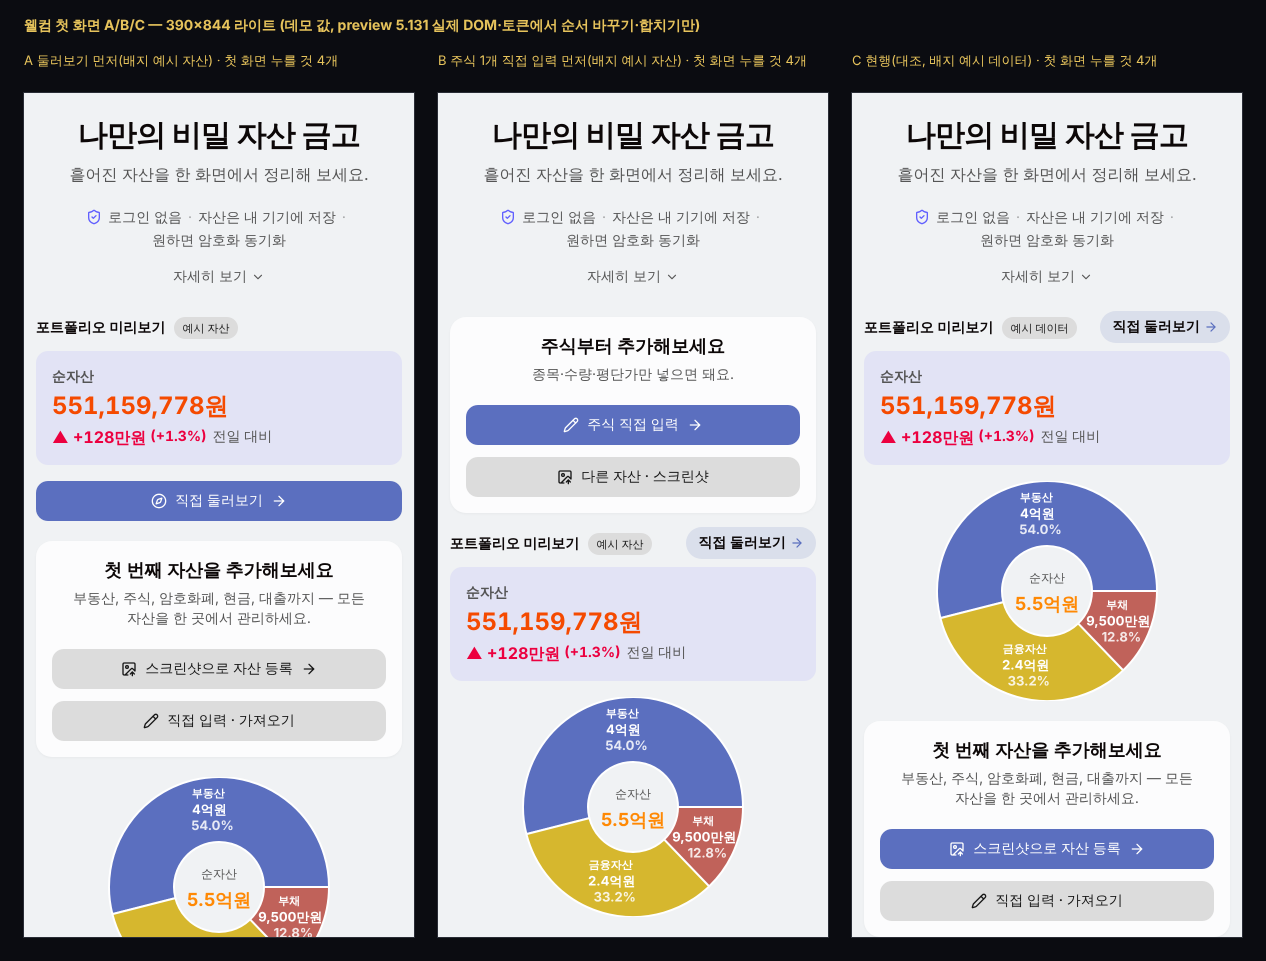 웰컴 첫 화면 A/B/C — 390×844 라이트 (데모 값, preview 5.131 실제 DOM·토큰에서 순서 바꾸기·합치기만)
A 둘러보기 먼저(배지 예시 자산) · 첫 화면 누를 것 4개
나만의 비밀 자산 금고
흩어진 자산을 한 화면에서 정리해 보세요.
로그인 없음 · 자산은 내 기기에 저장 ·
원하면 암호화 동기화
자세히 보기
포트폴리오 미리보기 예시 자산
순자산
551,159,778원
▲ +128만원 (+1.3%) 전일 대비
직접 둘러보기 →
첫 번째 자산을 추가해보세요
부동산, 주식, 암호화폐, 현금, 대출까지 — 모든
자산을 한 곳에서 관리하세요.
스크린샷으로 자산 등록 →
직접 입력 · 가져오기
부동산
4억원
54.0%
순자산
5.5억원
부채
9,500만원
12.8%
B 주식 1개 직접 입력 먼저(배지 예시 자산) · 첫 화면 누를 것 4개
나만의 비밀 자산 금고
흩어진 자산을 한 화면에서 정리해 보세요.
로그인 없음 · 자산은 내 기기에 저장 ·
원하면 암호화 동기화
자세히 보기
주식부터 추가해보세요
종목·수량·평단가만 넣으면 돼요.
주식 직접 입력 →
다른 자산 · 스크린샷
포트폴리오 미리보기 예시 자산 직접 둘러보기 →
순자산
551,159,778원
▲ +128만원 (+1.3%) 전일 대비
부동산
4억원
54.0%
순자산
5.5억원
부채
9,500만원
12.8%
금융자산
2.4억원
33.2%
C 현행(대조, 배지 예시 데이터) · 첫 화면 누를 것 4개
나만의 비밀 자산 금고
흩어진 자산을 한 화면에서 정리해 보세요.
로그인 없음 · 자산은 내 기기에 저장 ·
원하면 암호화 동기화
자세히 보기
포트폴리오 미리보기 예시 데이터 직접 둘러보기 →
순자산
551,159,778원
▲ +128만원 (+1.3%) 전일 대비
부동산
4억원
54.0%
순자산
5.5억원
부채
9,500만원
12.8%
금융자산
2.4억원
33.2%
첫 번째 자산을 추가해보세요
부동산, 주식, 암호화폐, 현금, 대출까지 — 모든
자산을 한 곳에서 관리하세요.
스크린샷으로 자산 등록 →
직접 입력 · 가져오기